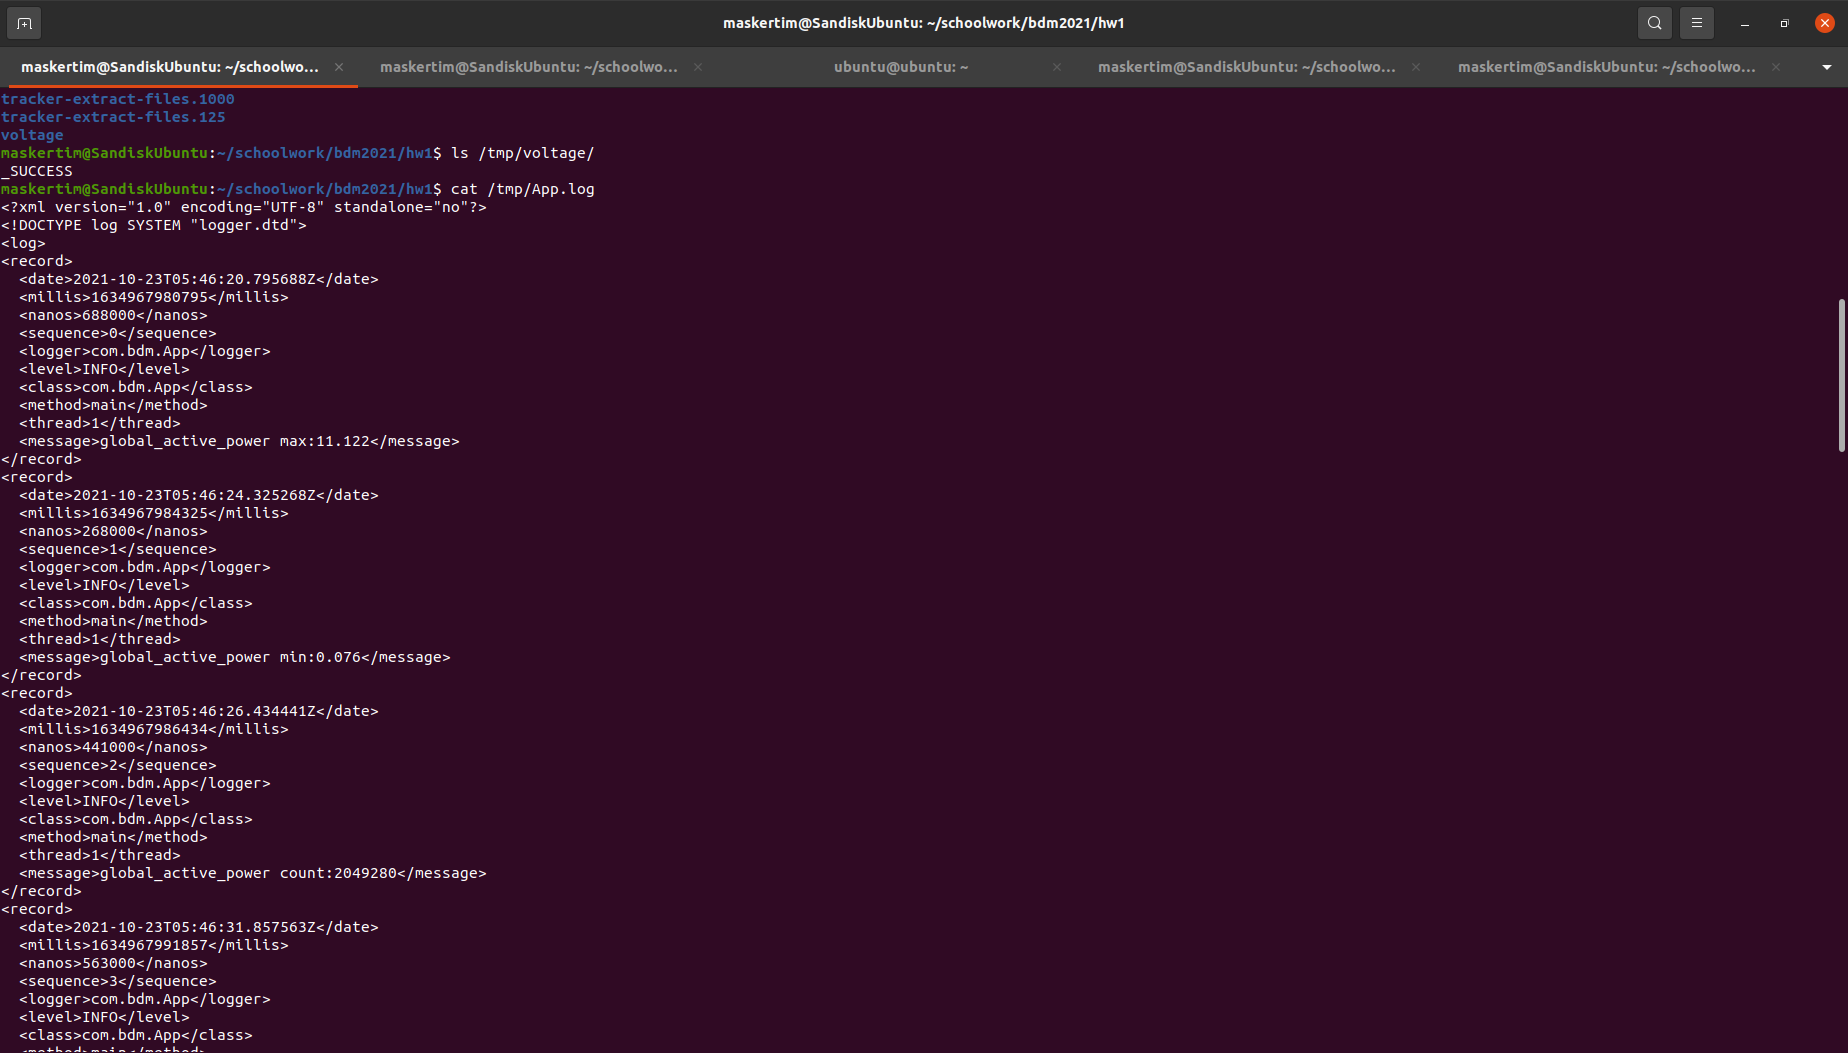 maskertim@SandiskUbuntu: ~/schoolwork/bdm2021/hw1
maskertim@SandiskUbuntu: ~/schoolwo...
maskertim@SandiskUbuntu: ~/schoolwo...
ubuntu@ubuntu: ~
maskertim@SandiskUbuntu: ~/schoolwo...
maskertim@SandiskUbuntu: ~/schoolwo...
tracker-extract-files.1000
tracker-extract-files.125
voltage
maskertim@SandiskUbuntu:~/schoolwork/bdm2021/hw1$ ls /tmp/voltage/
_SUCCESS
maskertim@SandiskUbuntu:~/schoolwork/bdm2021/hw1$ cat /tmp/App.log
<?xml version="1.0" encoding="UTF-8" standalone="no"?>
<!DOCTYPE log SYSTEM "logger.dtd">
<log>
<record>
  <date>2021-10-23T05:46:20.795688Z</date>
  <millis>1634967980795</millis>
  <nanos>688000</nanos>
  <sequence>0</sequence>
  <logger>com.bdm.App</logger>
  <level>INFO</level>
  <class>com.bdm.App</class>
  <method>main</method>
  <thread>1</thread>
  <message>global_active_power max:11.122</message>
</record>
<record>
  <date>2021-10-23T05:46:24.325268Z</date>
  <millis>1634967984325</millis>
  <nanos>268000</nanos>
  <sequence>1</sequence>
  <logger>com.bdm.App</logger>
  <level>INFO</level>
  <class>com.bdm.App</class>
  <method>main</method>
  <thread>1</thread>
  <message>global_active_power min:0.076</message>
</record>
<record>
  <date>2021-10-23T05:46:26.434441Z</date>
  <millis>1634967986434</millis>
  <nanos>441000</nanos>
  <sequence>2</sequence>
  <logger>com.bdm.App</logger>
  <level>INFO</level>
  <class>com.bdm.App</class>
  <method>main</method>
  <thread>1</thread>
  <message>global_active_power count:2049280</message>
</record>
<record>
  <date>2021-10-23T05:46:31.857563Z</date>
  <millis>1634967991857</millis>
  <nanos>563000</nanos>
  <sequence>3</sequence>
  <logger>com.bdm.App</logger>
  <level>INFO</level>
  <class>com.bdm.App</class>
  <method>main</method>